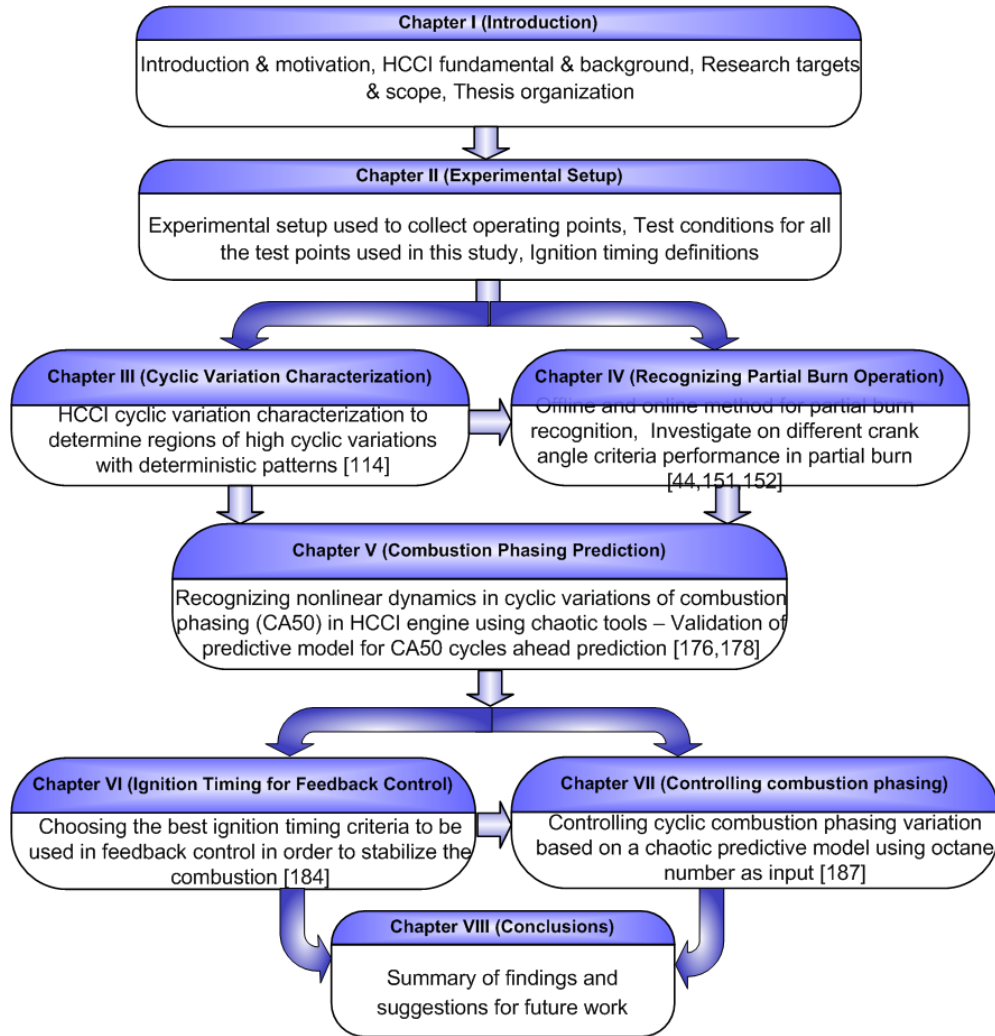 Chapter I (Introduction)
Introduction & motivation, HCCI fundamental & background, Research targets
& scope, Thesis organization
Chapter II (Experimental Setup)
Experimental setup used to collect operating points, Test conditions for all
the test points used in this study, Ignition timing definitions
Chapter III (Cyclic Variation Characterization)
HCCI cyclic variation characterization to
determine regions of high cyclic variations
with deterministic patterns [114]
Chapter IV (Recognizing Partial Burn Operation)
Offline and online method for partial burn
recognition, Investigate on different crank
angle criteria performance in partial burn
[44,151,152]
Chapter V (Combustion Phasing Prediction)
Recognizing nonlinear dynamics in cyclic variations of combustion
phasing (CA50) in HCCI engine using chaotic tools – Validation of
predictive model for CA50 cycles ahead prediction [176,178]
Chapter VI (Ignition Timing for Feedback Control)
Choosing the best ignition timing criteria to be
used in feedback control in order to stabilize the
combustion [184]
Chapter VII (Controlling combustion phasing)
Controlling cyclic combustion phasing variation
based on a chaotic predictive model using octane
number as input [187]
Chapter VIII (Conclusions)
Summary of findings and
suggestions for future work